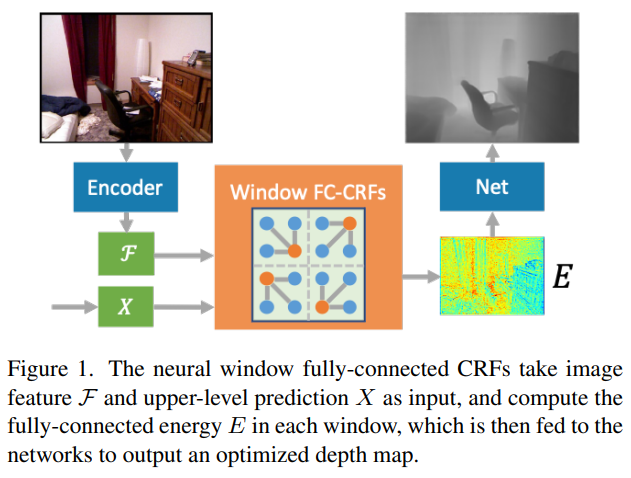 Encoder
Window FC-CRFs
Net
ℱ
X
E
Figure 1. The neural window fully-connected CRFs take image
feature ℱ and upper-level prediction X as input, and compute the
fully-connected energy E in each window, which is then fed to the
networks to output an optimized depth map.